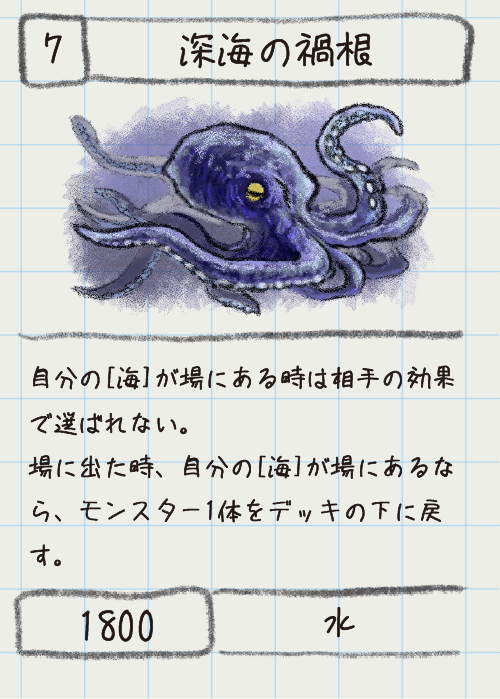 7
深海の禍根
自分の[海]が場にある時は相手の効果
で選ばれない。
場に出た時、自分の[海]が場にあるな
ら、モンスター1体をデッキの下に戻
す。
1800
水